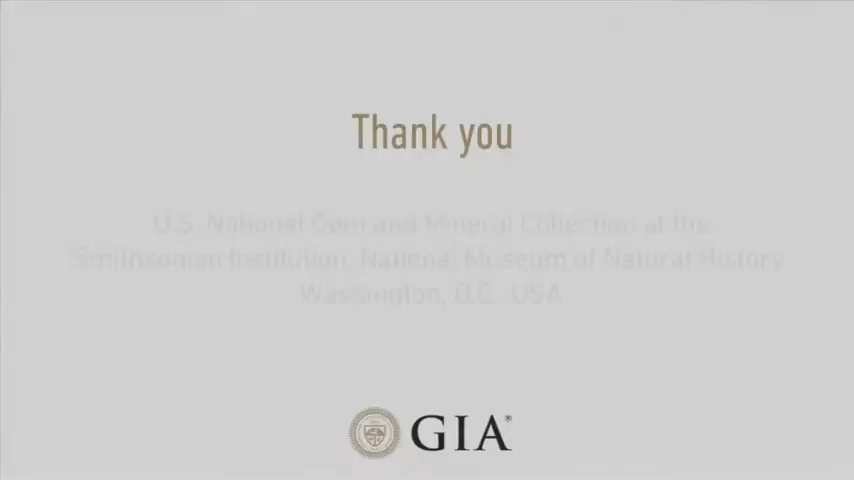 Thank you
U.S. National Gem and Mineral Collection at the
Smithsonian Institution, National Museum of Natural History
Washington, D.C., USA
GIA®